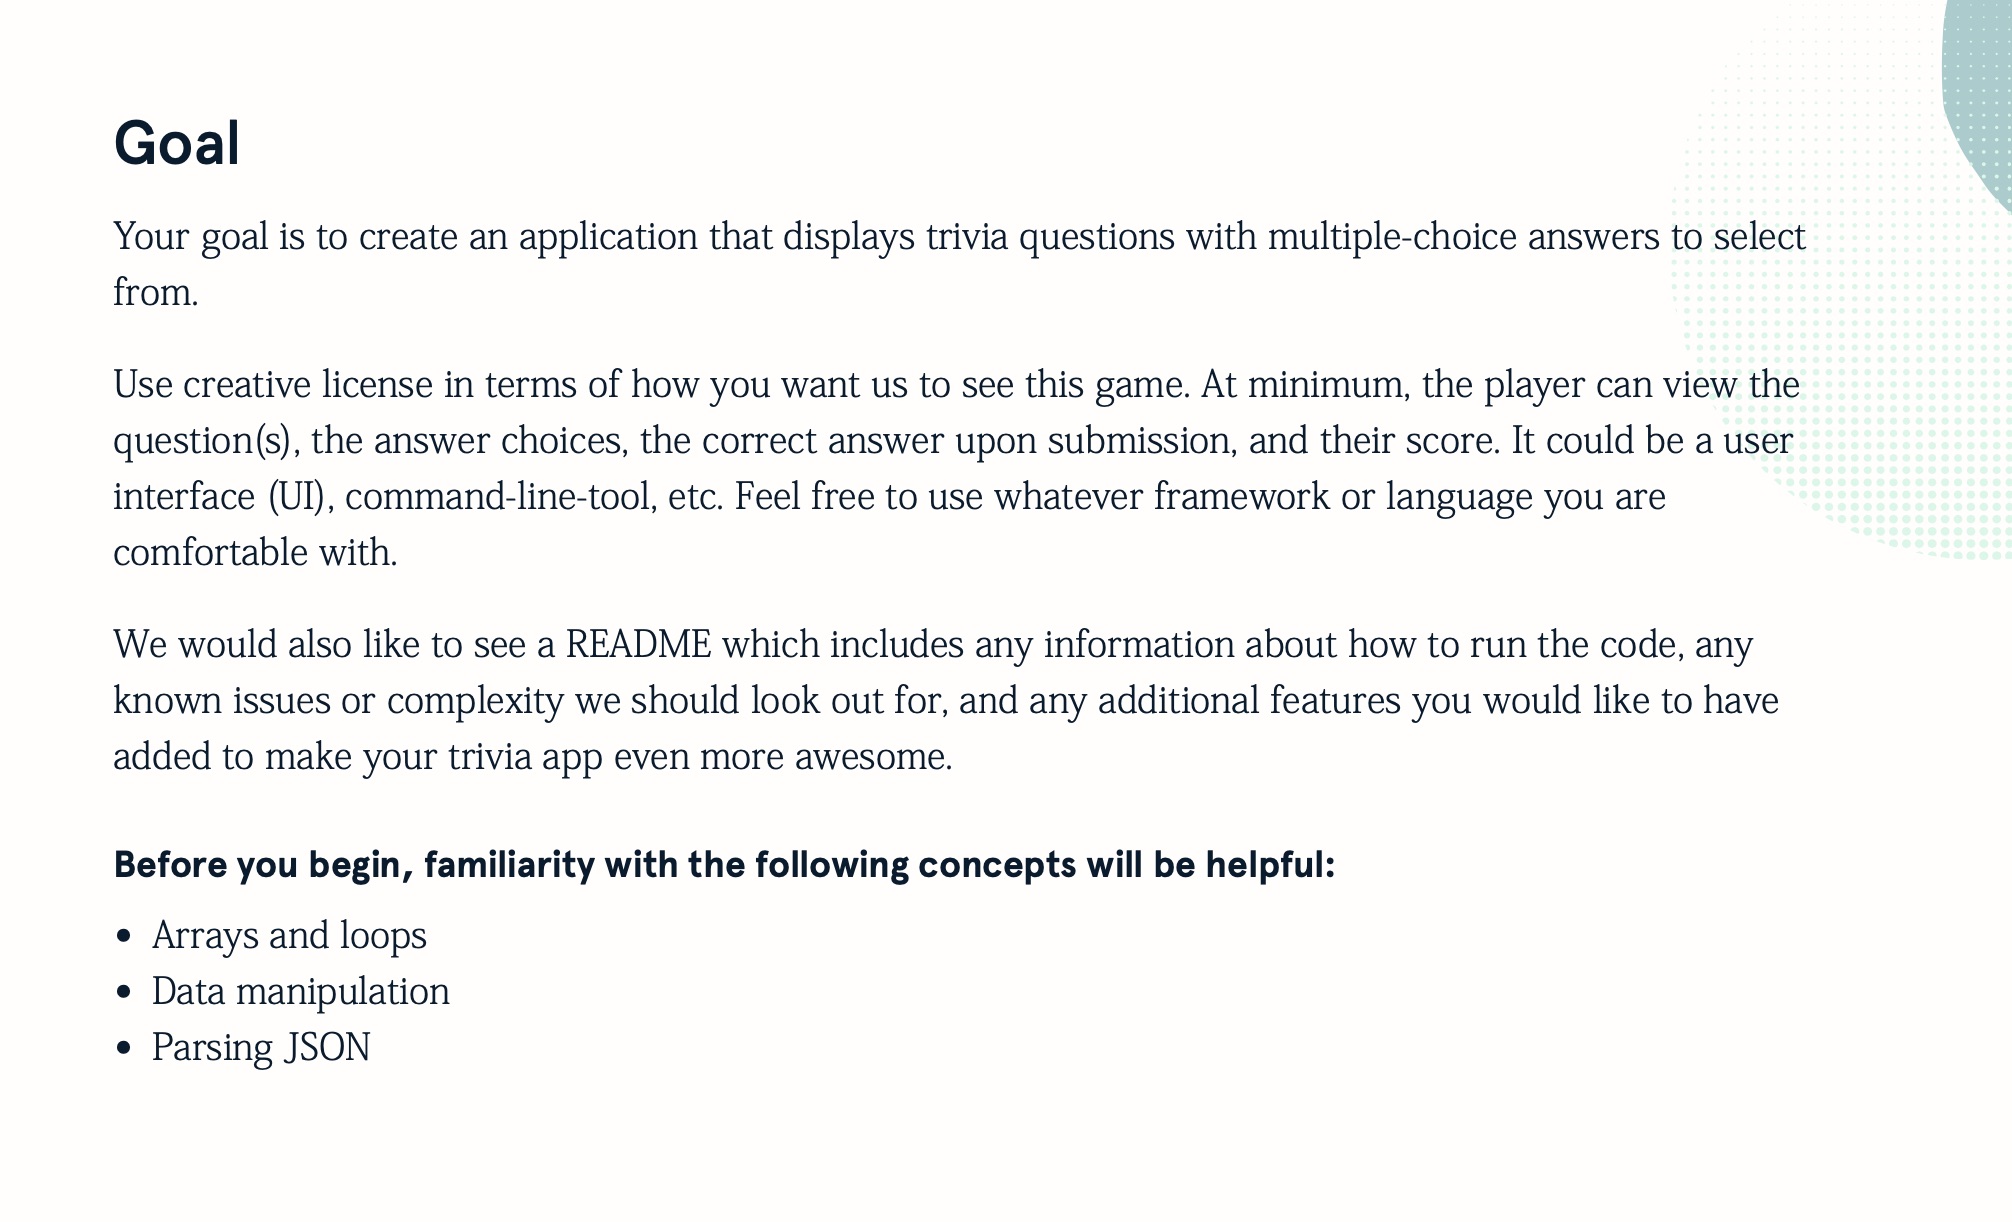 Goal
Your goal is to create an application that displays trivia questions with multiple-choice answers to select
from.
Use creative license in terms of how you want us to see this game. At minimum, the player can view the
question(s), the answer choices, the correct answer upon submission, and their score. It could be a user
interface (UI), command-line-tool, etc. Feel free to use whatever framework or language you are
comfortable with.
We would also like to see a README which includes any information about how to run the code, any
known issues or complexity we should look out for, and any additional features you would like to have
added to make your trivia app even more awesome.
Before you begin, familiarity with the following concepts will be helpful:
• Arrays and loops
• Data manipulation
• Parsing JSON